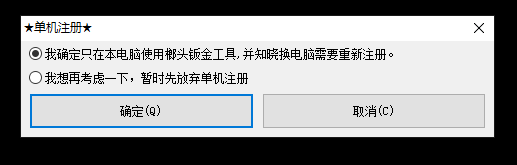 ★单机注册★
我确定只在本电脑使用榔头钣金工具,并知晓换电脑需要重新注册。
我想再考虑一下，暂时先放弃单机注册
确定(Q)
取消(C)